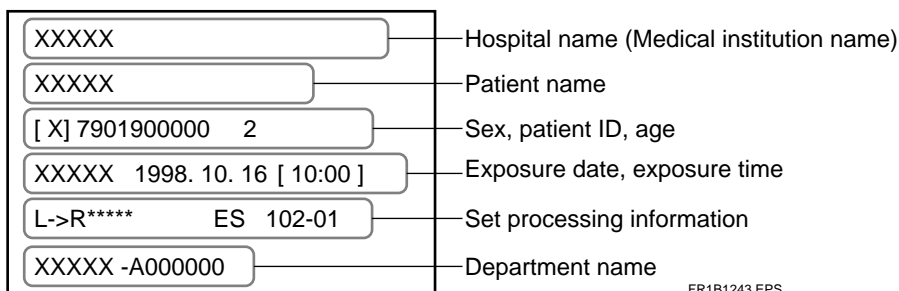 XXXXX Hospital name (Medical institution name)
XXXXX Patient name
[ X] 7901900000 2 Sex, patient ID, age
XXXXX 1998. 10. 16 [ 10:00 ] Exposure date, exposure time
L->R***** ES 102-01 Set processing information
XXXXX -A000000 Department name
FR1B1243.EPS